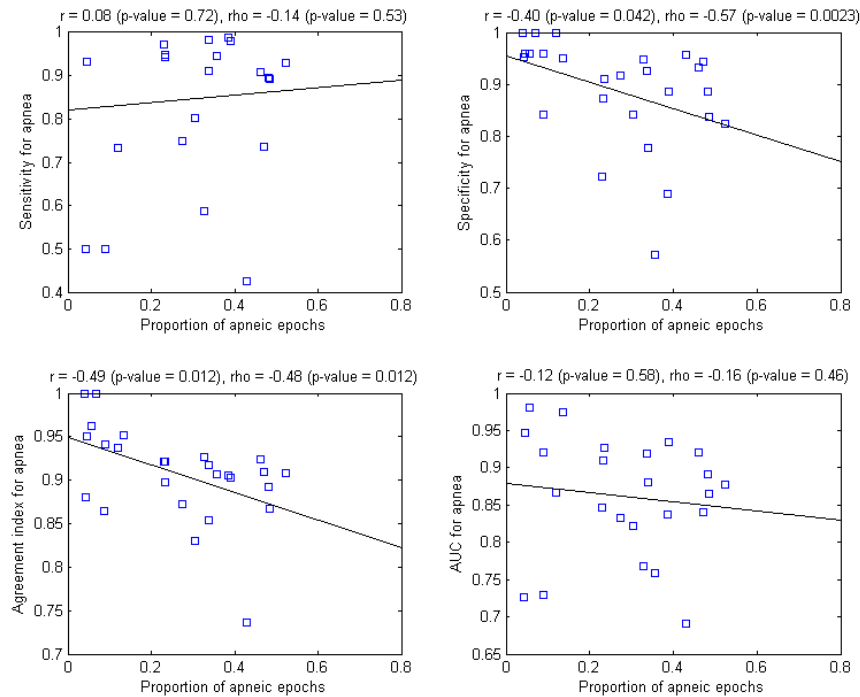 r = 0.08 (p-value = 0.72), rho = -0.14 (p-value = 0.53)
1
0.9
0.8
0.7
0.6
0.5
0.4
Sensitivity for apnea
0 0.2 0.4 0.6 0.8
Proportion of apneic epochs
r = -0.40 (p-value = 0.042), rho = -0.57 (p-value = 0.0023)
1
0.9
0.8
0.7
0.6
0.5
Specificity for apnea
0 0.2 0.4 0.6 0.8
Proportion of apneic epochs
r = -0.49 (p-value = 0.012), rho = -0.48 (p-value = 0.012)
1
0.95
0.9
0.85
0.8
0.75
0.7
Agreement index for apnea
0 0.2 0.4 0.6 0.8
Proportion of apneic epochs
r = -0.12 (p-value = 0.58), rho = -0.16 (p-value = 0.46)
1
0.95
0.9
0.85
0.8
0.75
0.7
0.65
AUC for apnea
0 0.2 0.4 0.6 0.8
Proportion of apneic epochs